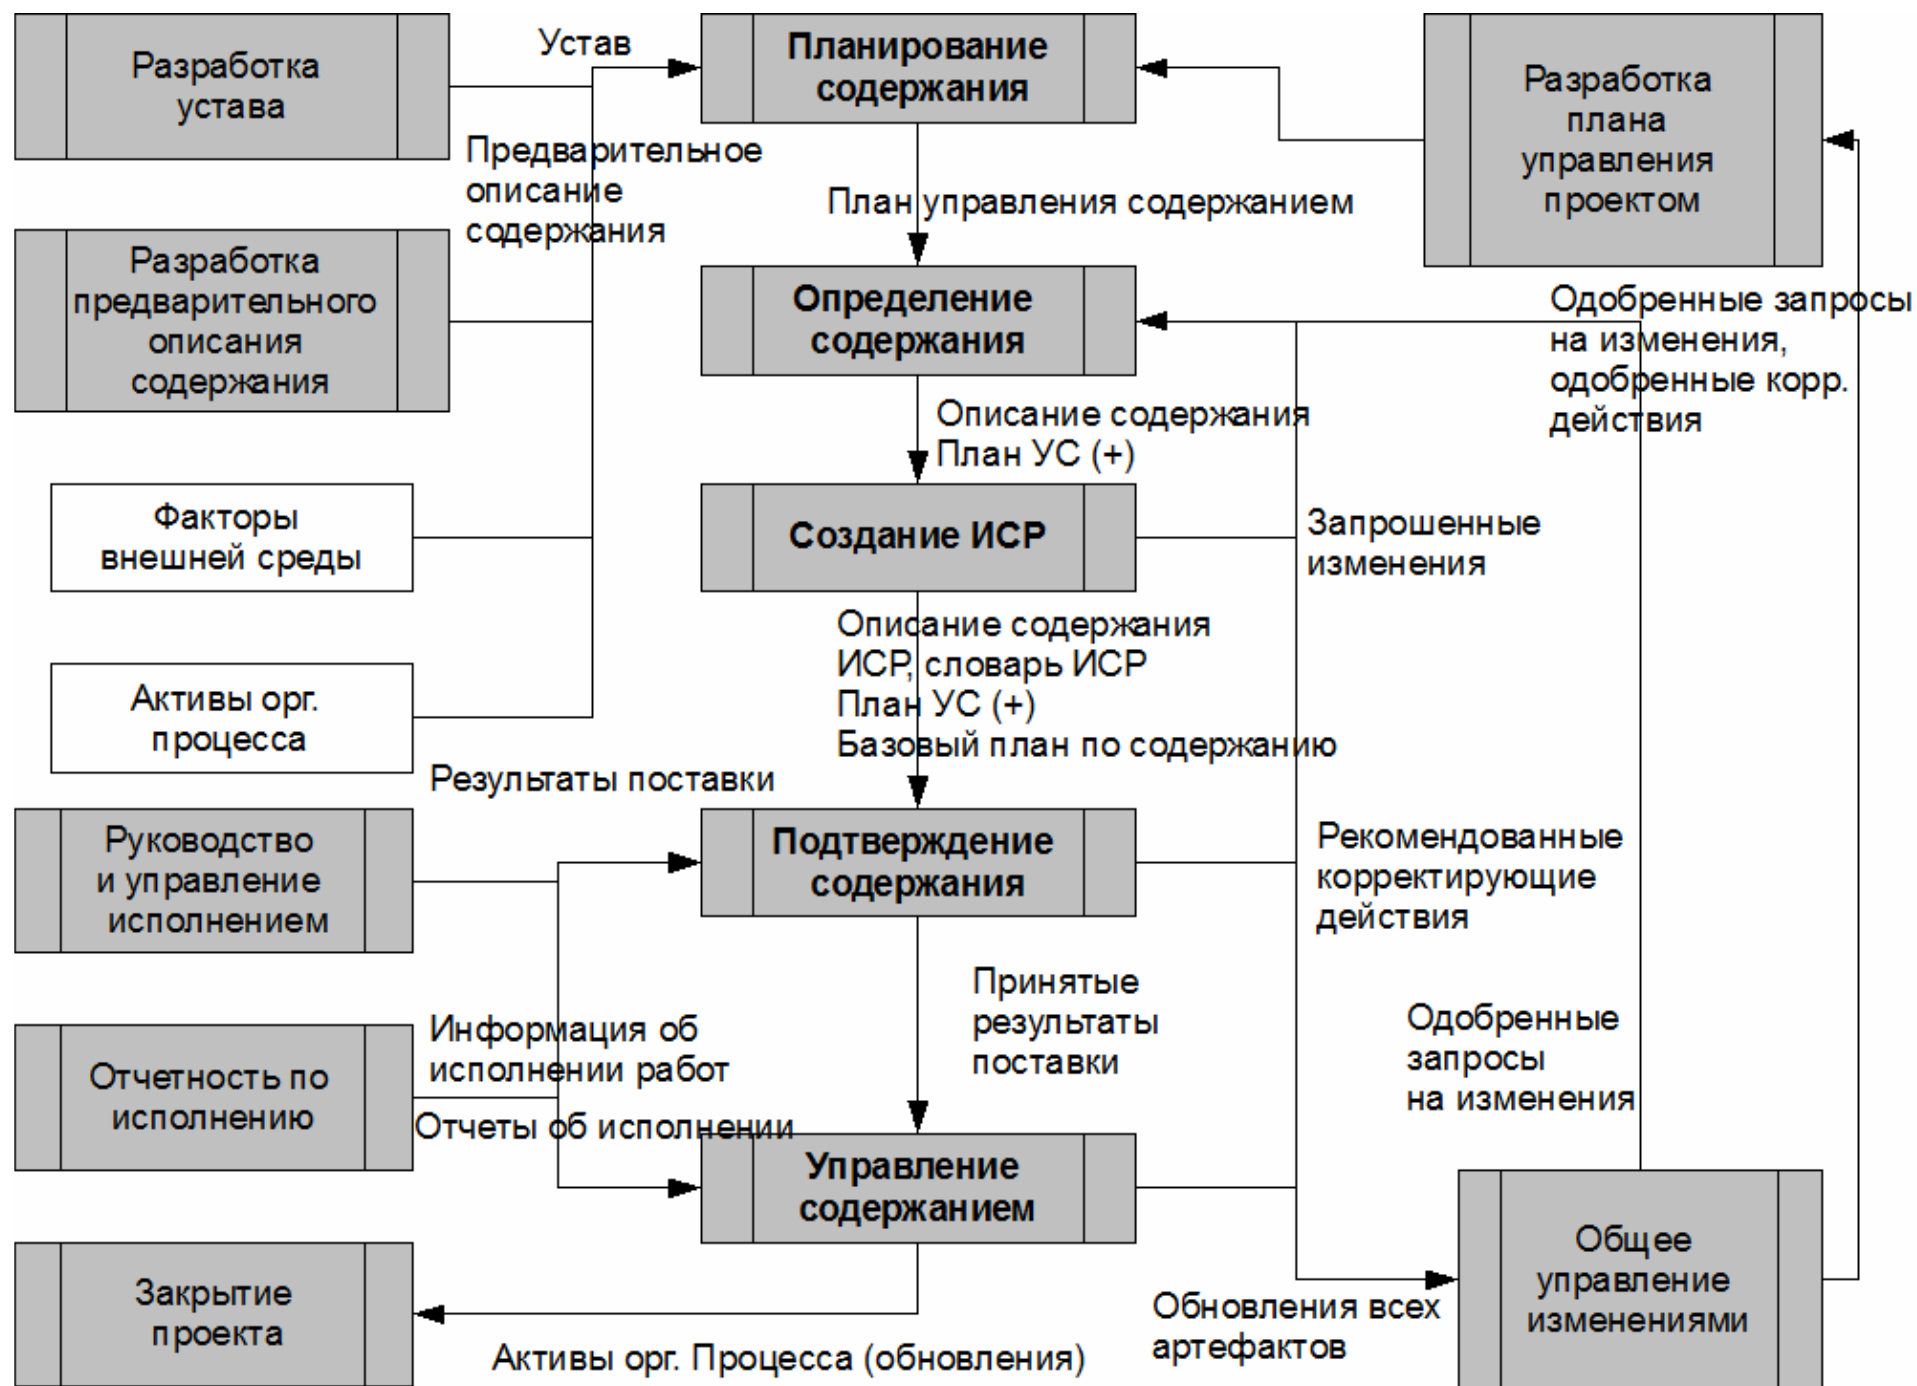 Разработка
устава
Устав
Планирование
содержания
Разработка
плана
управления
проектом
Предварительное
описание
содержания
План управления содержанием
Разработка
предварительного
описания
содержания
Определение
содержания
Одобренные запросы
на изменения,
одобренные корр.
действия
Описание содержания
План УС (+)
Факторы
внешней среды
Создание ИСР
Запрошенные
изменения
Описание содержания
ИСР, словарь ИСР
План УС (+)
Базовый план по содержанию
Активы орг.
процесса
Результаты поставки
Руководство
и управление
исполнением
Подтверждение
содержания
Рекомендованные
корректирующие
действия
Принятые
результаты
поставки
Одобренные
запросы
на изменения
Отчетность по
исполнению
Информация об
исполнении работ
Отчеты об исполнении
Управление
содержанием
Закрытие
проекта
Активы орг. Процесса (обновления)
Обновления всех
артефактов
Общее
управление
изменениями